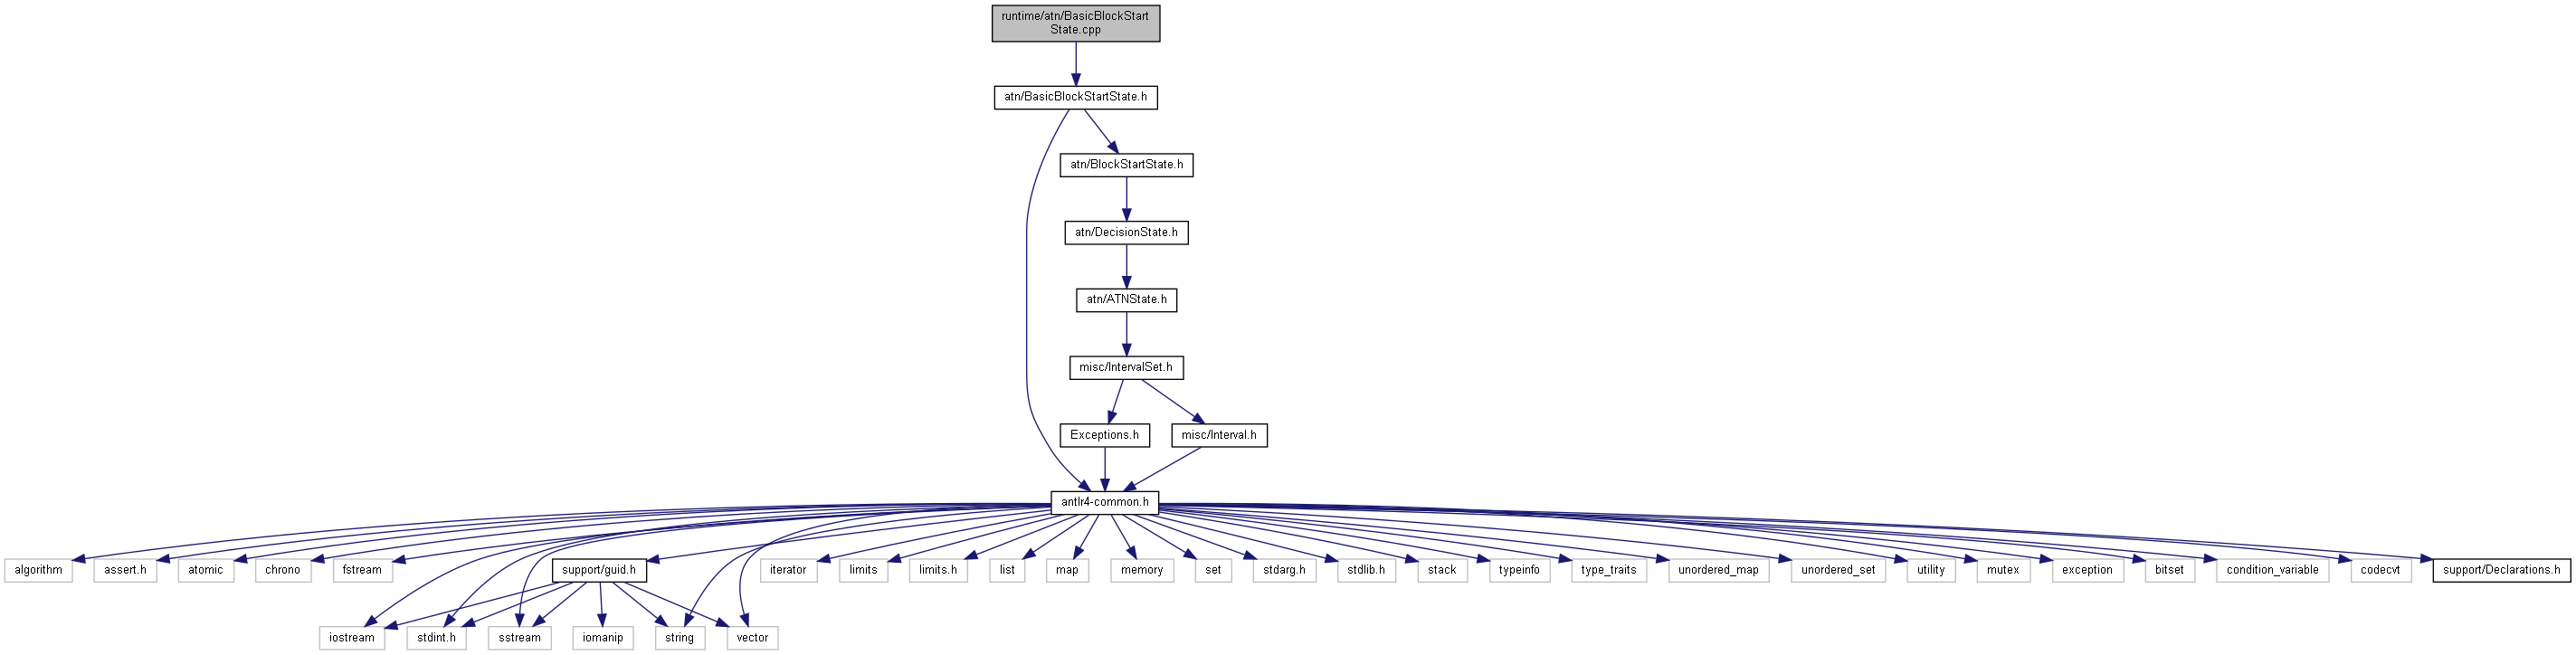 runtime/atn/BasicBlockStart
State.cpp
atn/BasicBlockStartState.h
atn/BlockStartState.h
atn/DecisionState.h
atn/ATNState.h
misc/IntervalSet.h
Exceptions.h
misc/Interval.h
antlr4-common.h
algorithm
assert.h
atomic
chrono
fstream
support/guid.h
iterator
limits
limits.h
list
map
memory
set
stdarg.h
stdlib.h
stack
typeinfo
type_traits
unordered_map
unordered_set
utility
mutex
exception
bitset
condition_variable
codecvt
support/Declarations.h
iostream
stdint.h
sstream
iomanip
string
vector